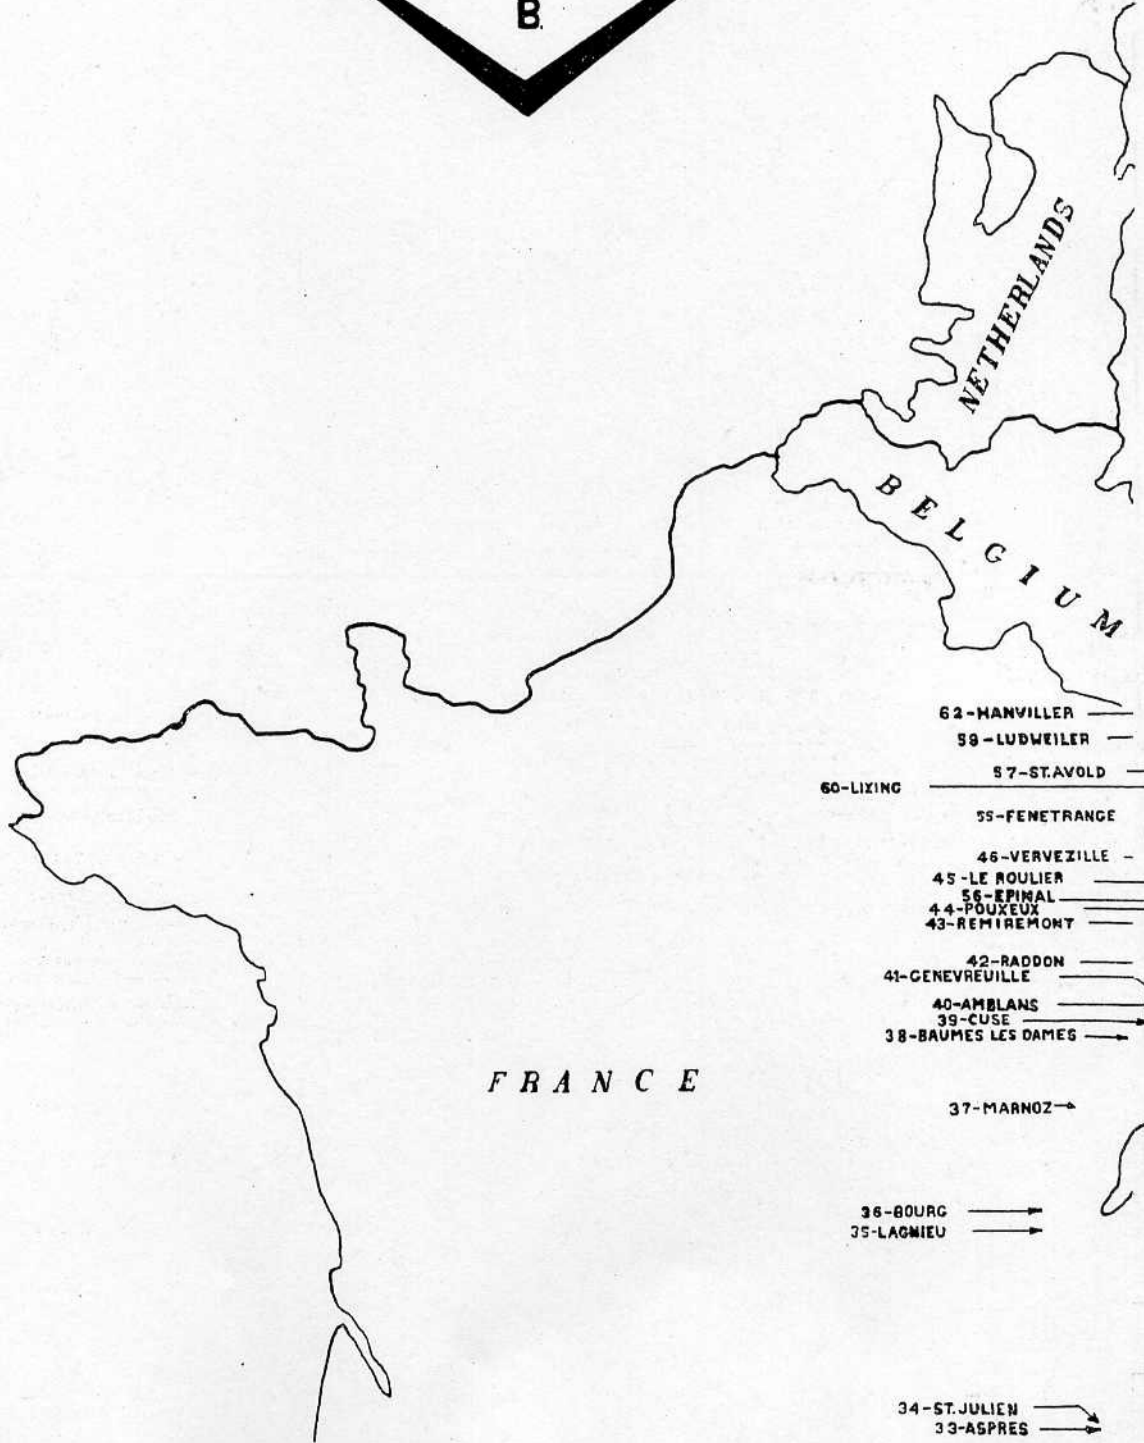 B
NETHERLANDS
BELGIUM
62-HANVILLER
58-LUDWEILER
57-ST.AVOLD
60-LIXING
55-FENETRANGE
46-VERVEZILLE
45-LE ROULIER
56-EPINAL
44-POUXEUX
43-REMIREMONT
42-RADDON
41-GENEVREUILLE
40-AMBLANS
39-CUSE
38-BAUMES LES DAMES
FRANCE
37-MARNOZ
36-BOURG
35-LAGNIEU
34-ST.JULIEN
33-ASPRES